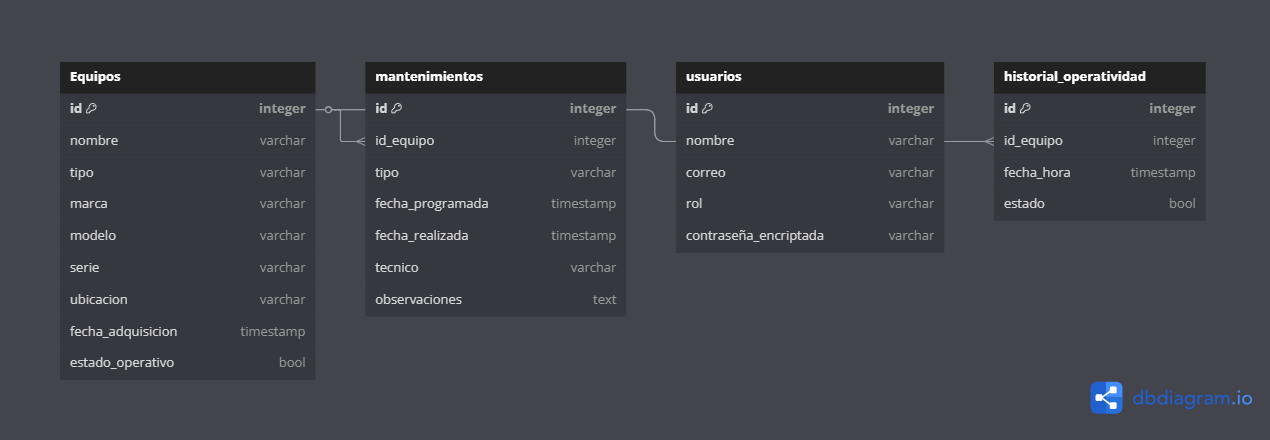 Equipos
id integer
nombre varchar
tipo varchar
marca varchar
modelo varchar
serie varchar
ubicacion varchar
fecha_adquisicion timestamp
estado_operativo bool
mantenimientos
id integer
id_equipo integer
tipo varchar
fecha_programada timestamp
fecha_realizada timestamp
tecnico varchar
observaciones text
usuarios
id integer
nombre varchar
correo varchar
rol varchar
contraseña_encriptada varchar
historial_operatividad
id integer
id_equipo integer
fecha_hora timestamp
estado bool
dbdiagram.io